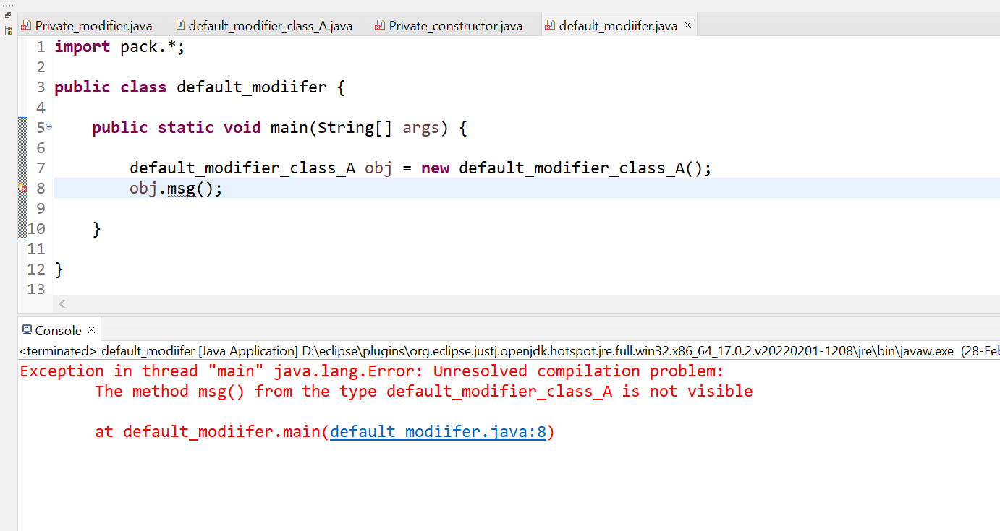 Private_modifier.java default_modifier_class_A.java Private_constructor.java default_modiifer.java
1 import pack.*;
2
3 public class default_modiifer {
4
5 public static void main(String[] args) {
6
7 default_modifier_class_A obj = new default_modifier_class_A();
8 obj.msg();
9
10 }
11
12 }
13
Console
<terminated> default_modiifer [Java Application] D:\eclipse\plugins\org.eclipse.justj.openjdk.hotspot.jre.full.win32.x86_64_17.0.2.v20220201-1208\jre\bin\javaw.exe (28-Feb
Exception in thread "main" java.lang.Error: Unresolved compilation problem:
The method msg() from the type default_modifier_class_A is not visible
at default_modiifer.main(default_modiifer.java:8)